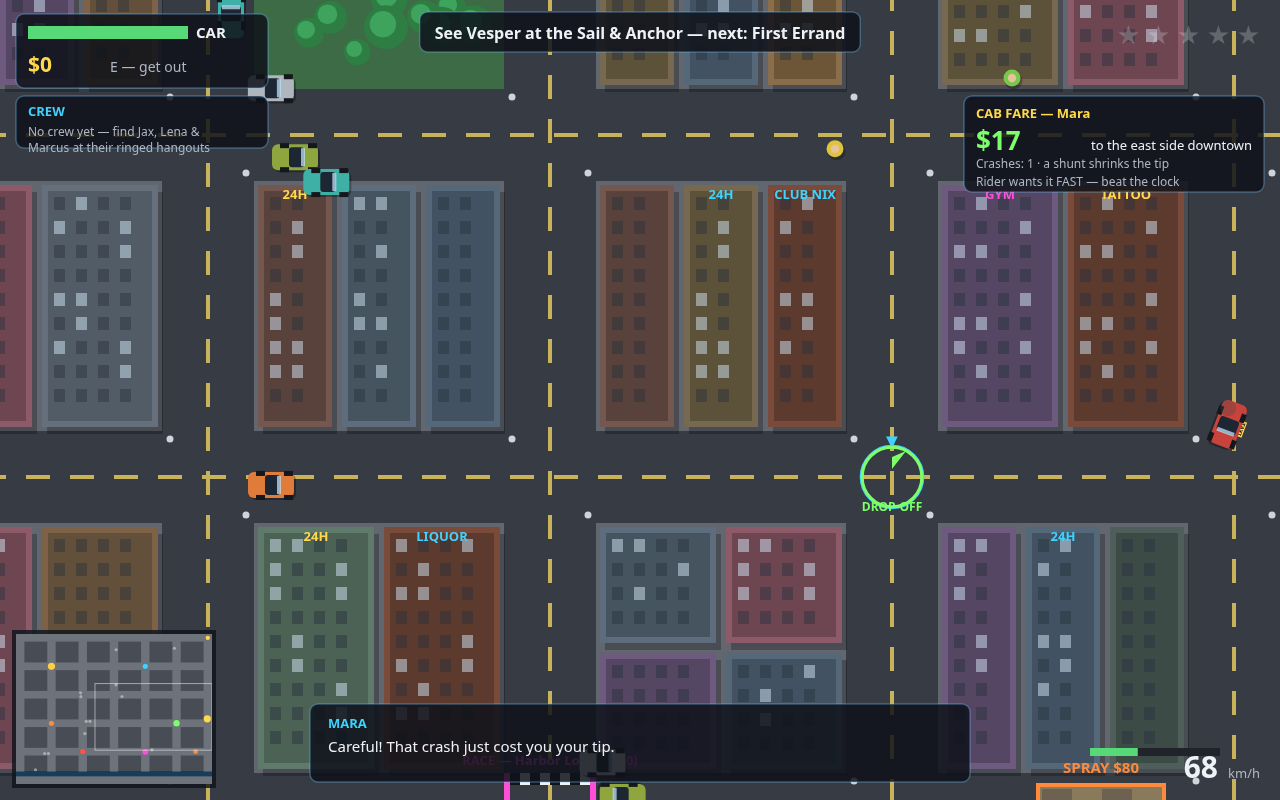 CAR
$0
E — get out
CREW
No crew yet — find Jax, Lena &
Marcus at their ringed hangouts
See Vesper at the Sail & Anchor — next: First Errand
CAB FARE — Mara
$17
to the east side downtown
Crashes: 1 · a shunt shrinks the tip
Rider wants it FAST — beat the clock
24H
24H
CLUB NIX
GYM
TATTOO
DROP OFF
24H
LIQUOR
24H
MARA
Careful! That crash just cost you your tip.
RACE — Harbor
SPRAY $80
68 km/h